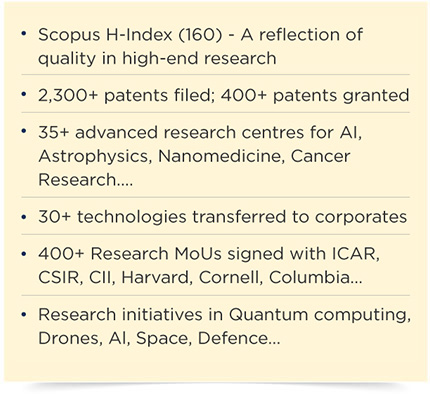 • Scopus H-Index (160) - A reflection of
quality in high-end research
• 2,300+ patents filed; 400+ patents granted
• 35+ advanced research centres for AI,
Astrophysics, Nanomedicine, Cancer
Research....
• 30+ technologies transferred to corporates
• 400+ Research MoUs signed with ICAR,
CSIR, CII, Harvard, Cornell, Columbia...
• Research initiatives in Quantum computing,
Drones, AI, Space, Defence...